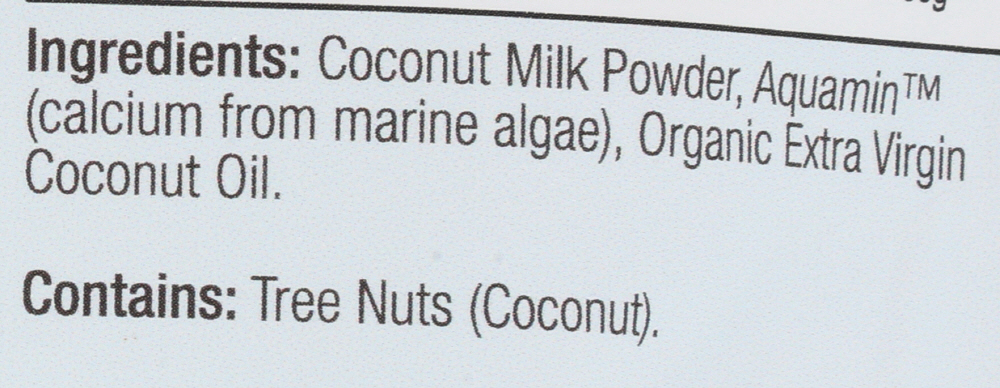 Ingredients: Coconut Milk Powder, Aquamin™
(calcium from marine algae), Organic Extra Virgin
Coconut Oil.
Contains: Tree Nuts (Coconut).